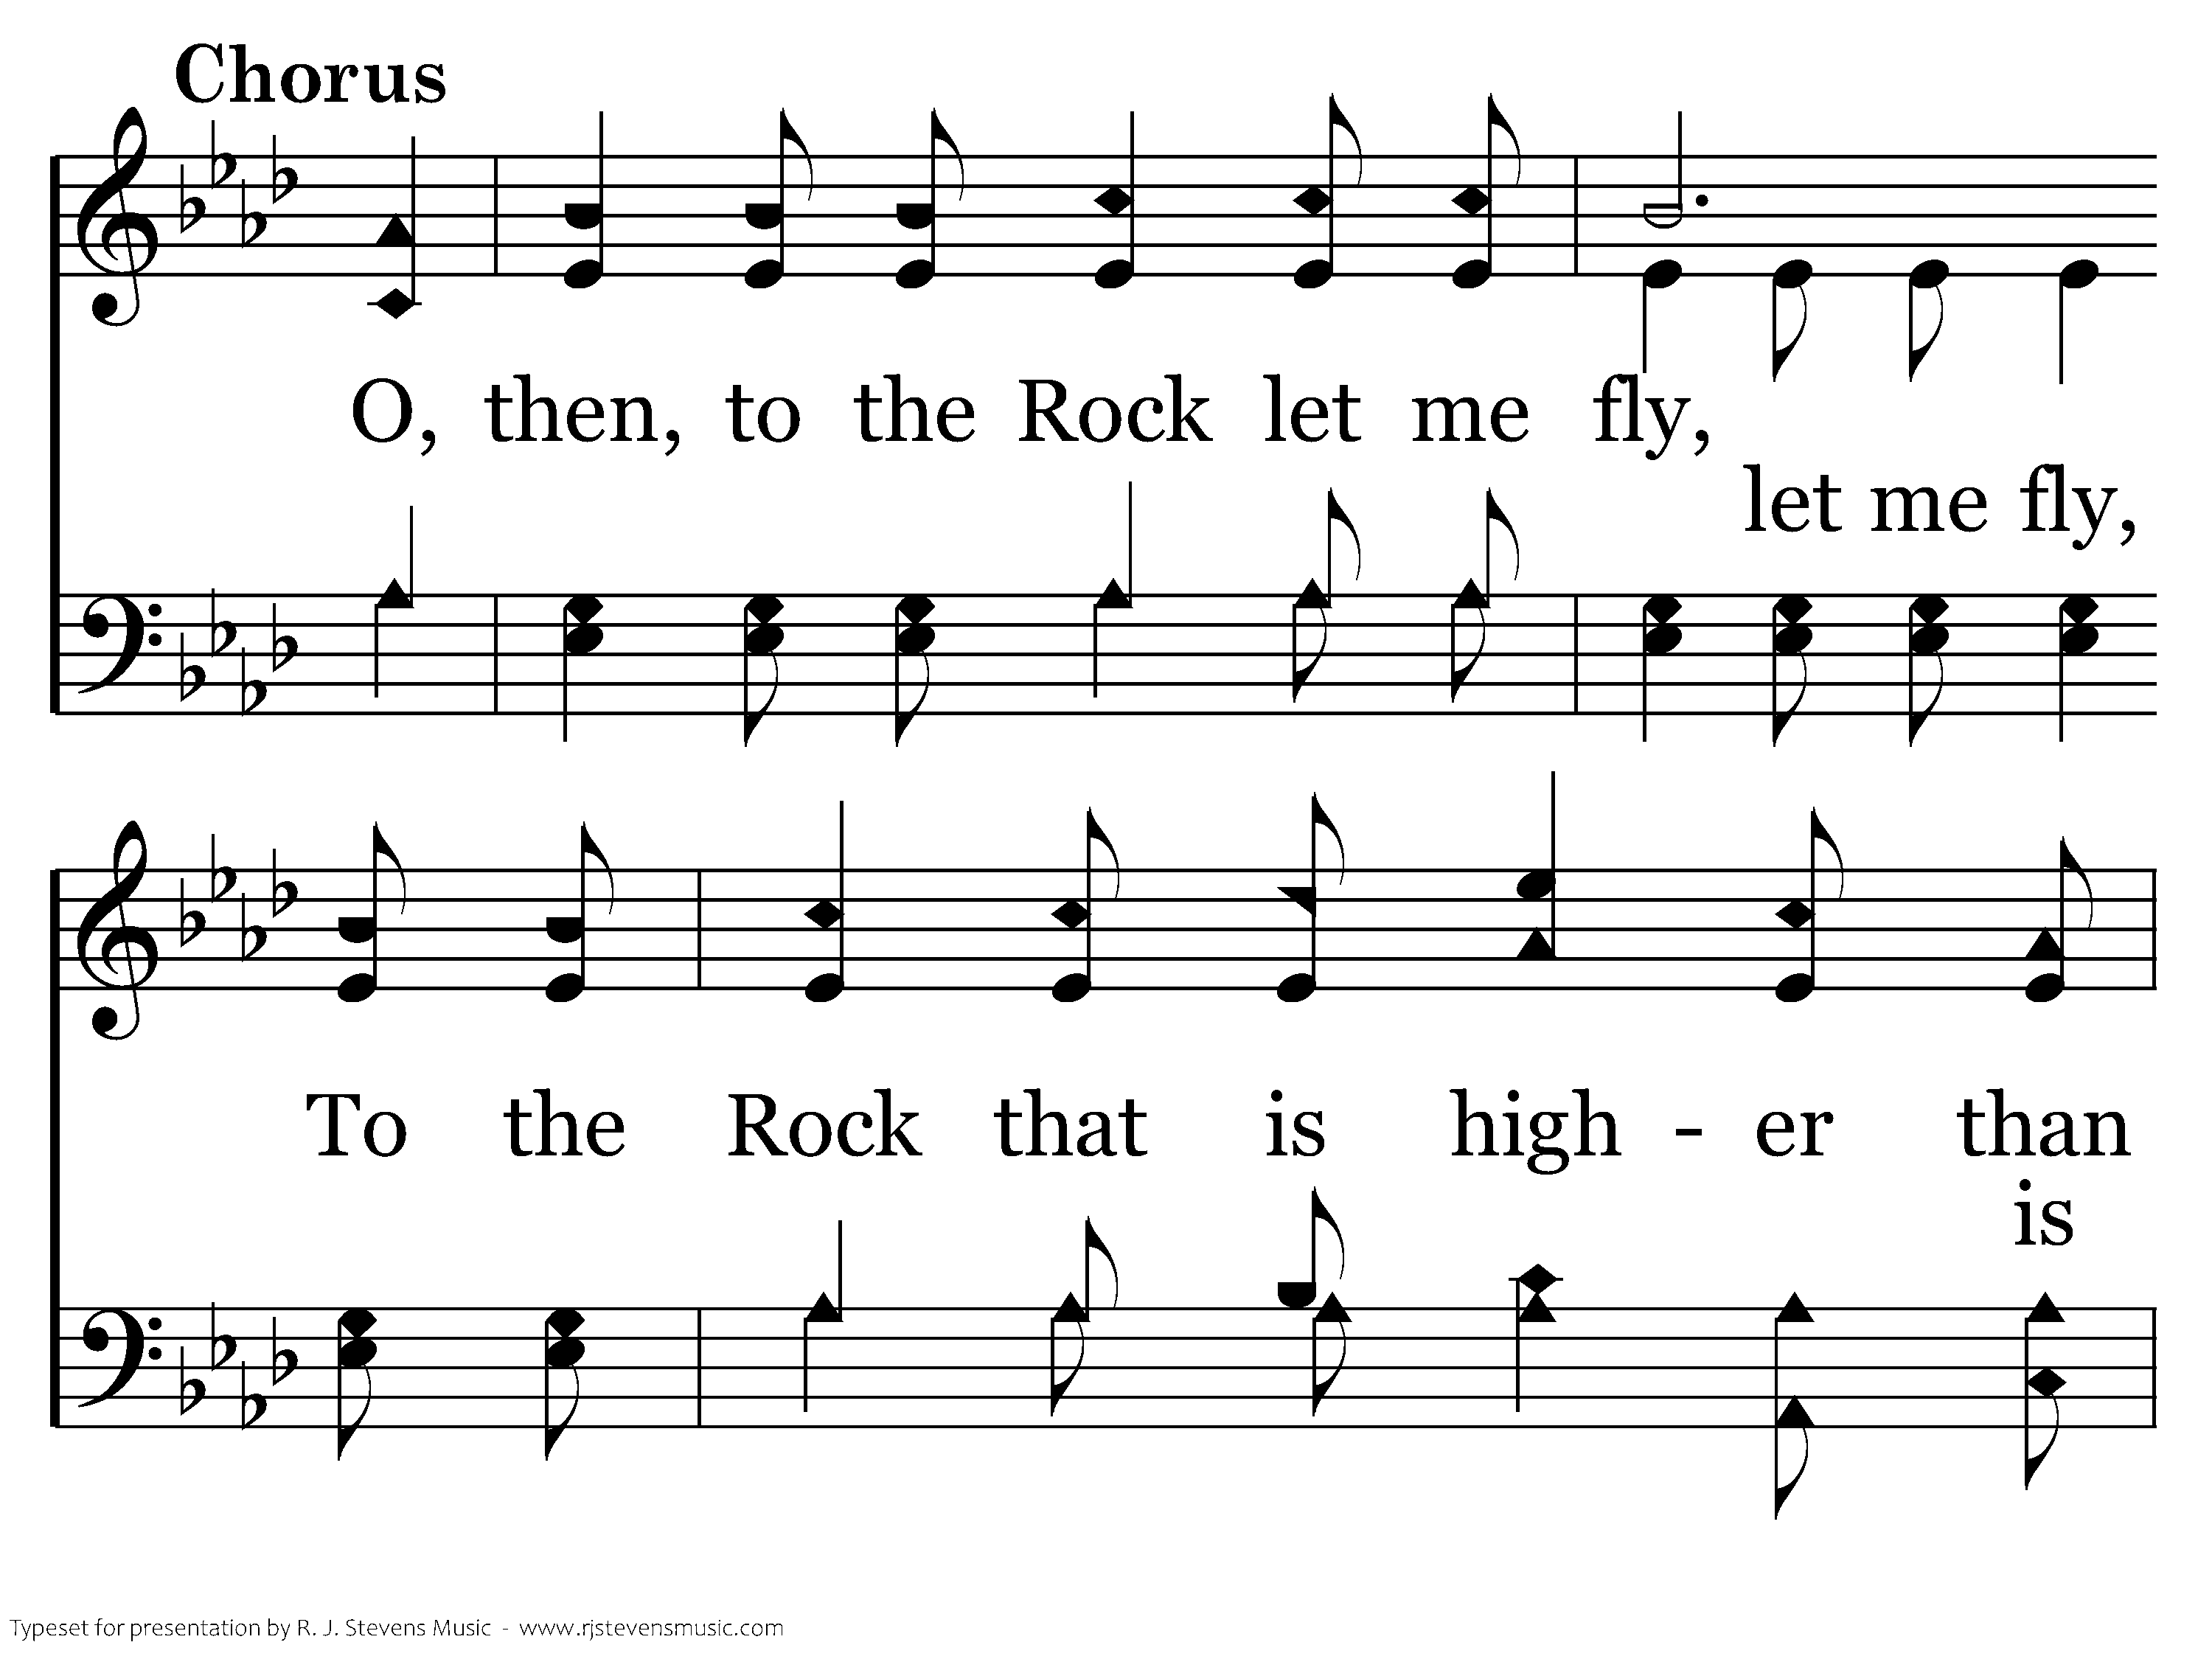 Chorus
O, then, to the Rock let me fly,
let me fly,
To the Rock that is high - er than
is
Typeset for presentation by R. J. Stevens Music - www.rjstevensmusic.com